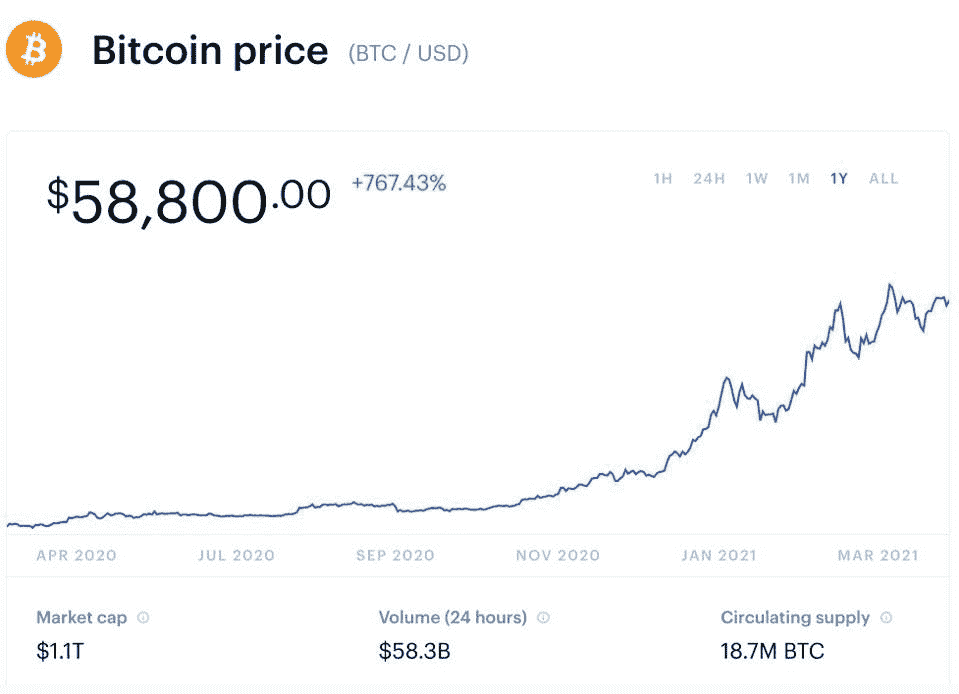 Bitcoin price (BTC / USD)
$58,800.00 +767.43%
1H 24H 1W 1M 1Y ALL
APR 2020 JUL 2020 SEP 2020 NOV 2020 JAN 2021 MAR 2021
Market cap Volume (24 hours) Circulating supply
$1.1T $58.3B 18.7M BTC